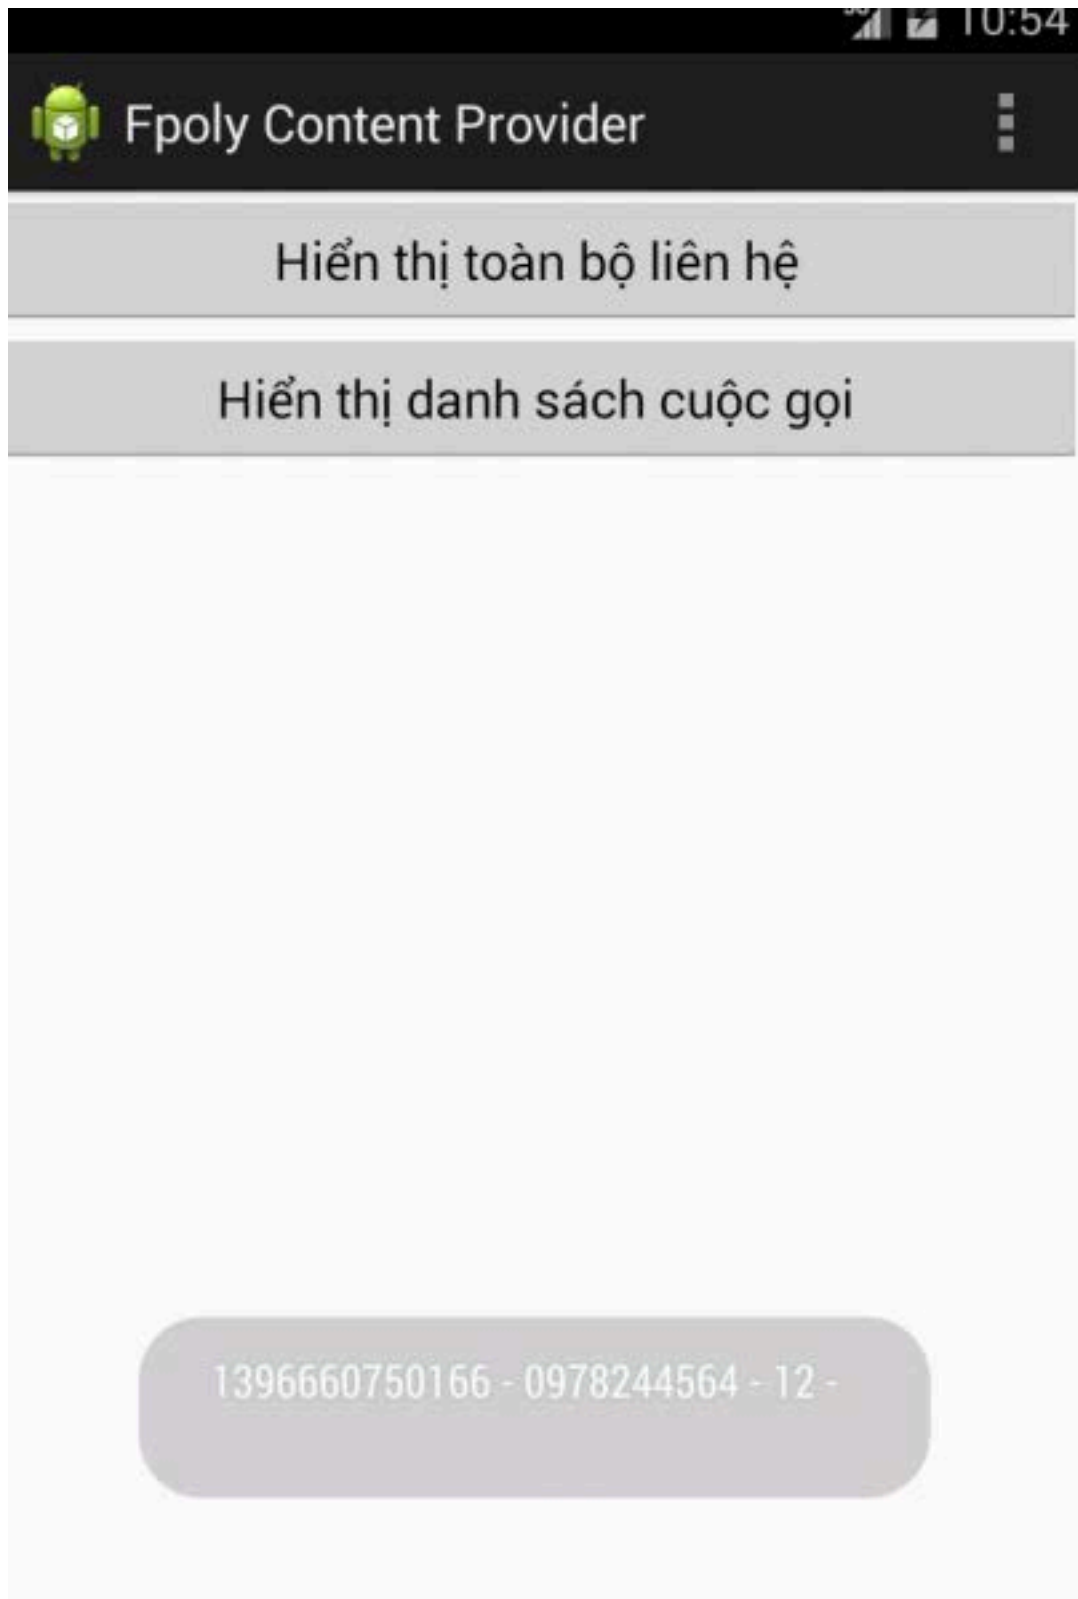 10:54
Fpoly Content Provider
Hiển thị toàn bộ liên hệ
Hiển thị danh sách cuộc gọi
1396660750166 - 0978244564 - 12 -